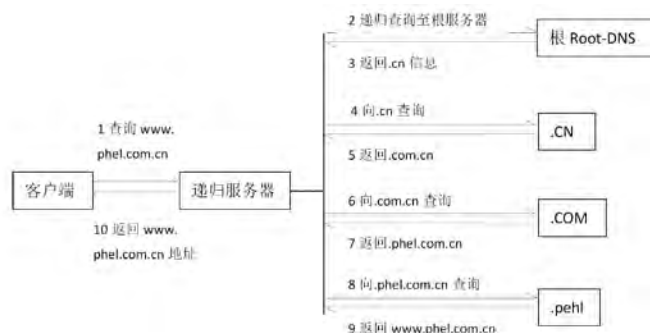 2 递归查询至根服务器
根 Root-DNS
3 返回.cn 信息
4 向.cn 查询
.CN
5 返回.com.cn
1 查询 www.
phel.com.cn
客户端
递归服务器
10 返回 www.
phel.com.cn 地址
6 向.com.cn 查询
.COM
7 返回.phel.com.cn
8 向.phel.com.cn 查询
.pehl
9 返回 www.phel.com.cn